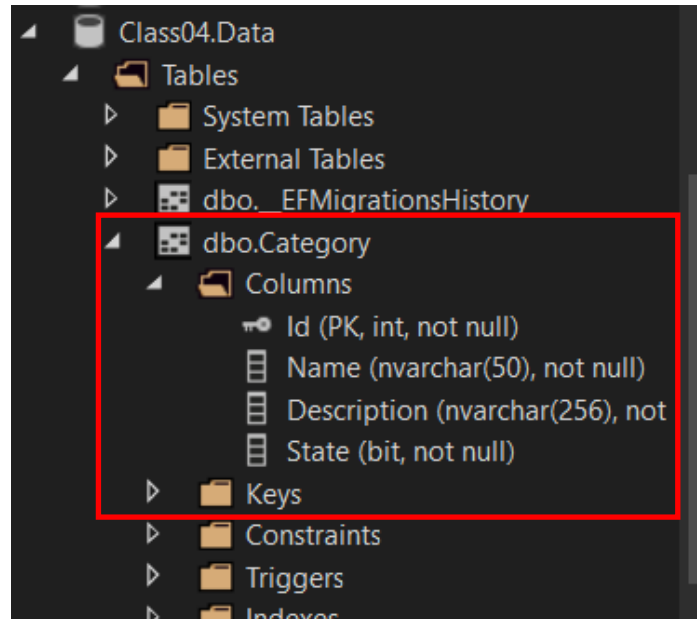 Class04.Data
Tables
System Tables
External Tables
dbo.__EFMigrationsHistory
dbo.Category
Columns
Id (PK, int, not null)
Name (nvarchar(50), not null)
Description (nvarchar(256), not
State (bit, not null)
Keys
Constraints
Triggers
Indexes